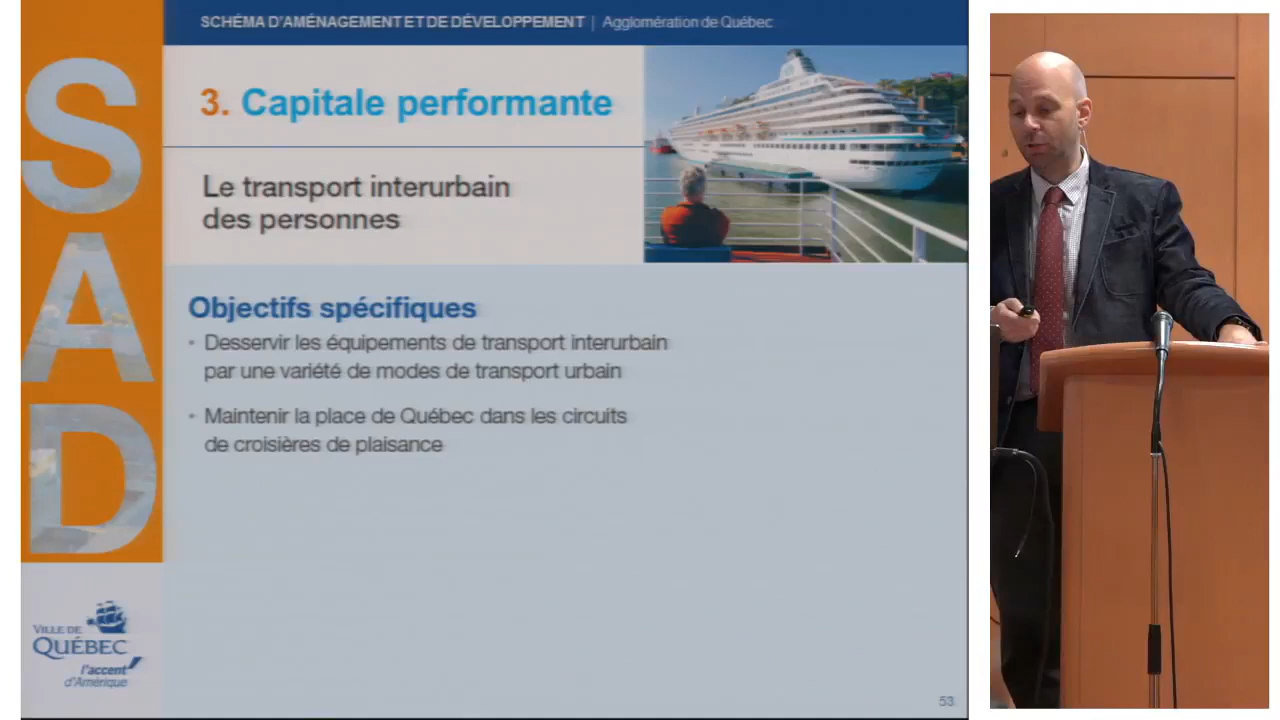 SCHÉMA D'AMÉNAGEMENT ET DE DÉVELOPPEMENT | Agglomération de Québec
SAD
3. Capitale performante
Le transport interurbain
des personnes
Objectifs spécifiques
• Desservir les équipements de transport interurbain
par une variété de modes de transport urbain
• Maintenir la place de Québec dans les circuits
de croisières de plaisance
VILLE DE
QUÉBEC
l'accent
d'Amérique
53